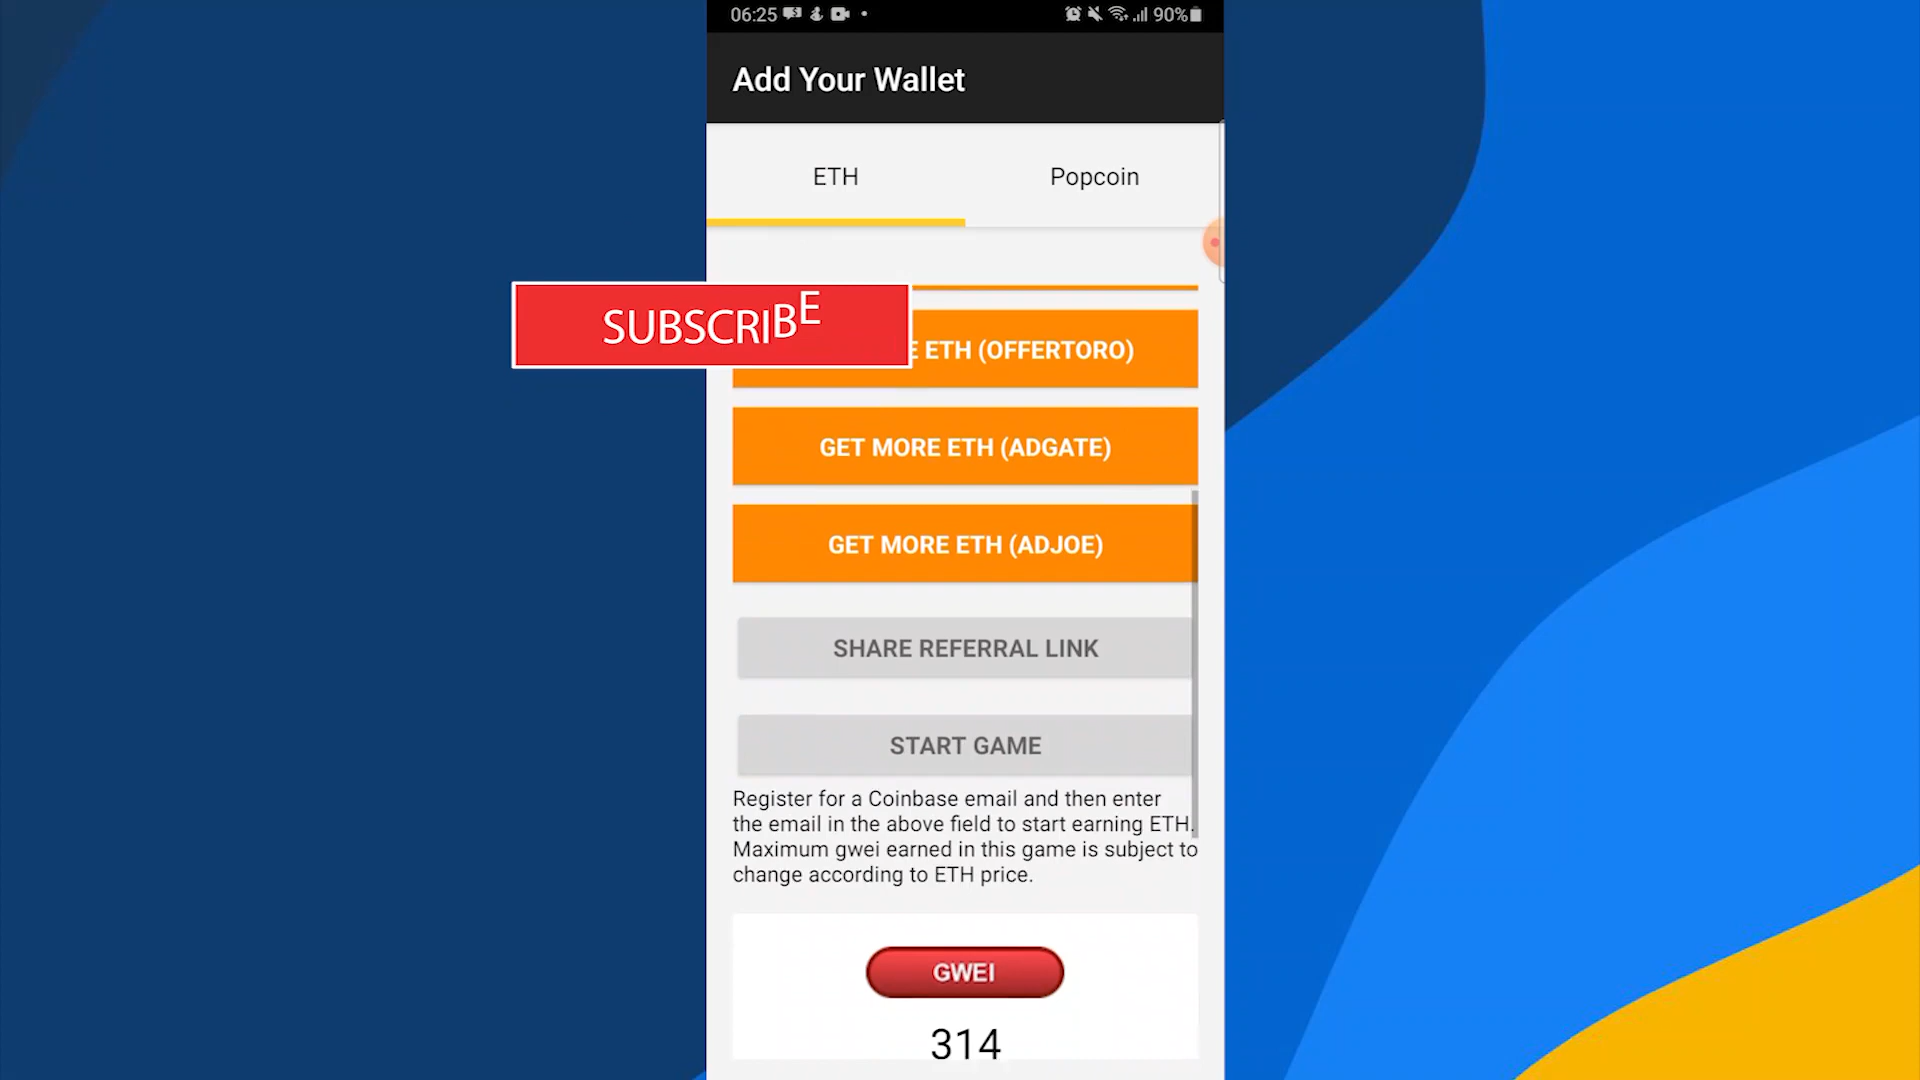 06:25 90%
Add Your Wallet
ETH Popcoin
SUBSCRIBE
E ETH (OFFERTORO)
GET MORE ETH (ADGATE)
GET MORE ETH (ADJOE)
SHARE REFERRAL LINK
START GAME
Register for a Coinbase email and then enter
the email in the above field to start earning ETH.
Maximum gwei earned in this game is subject to
change according to ETH price.
GWEI
314